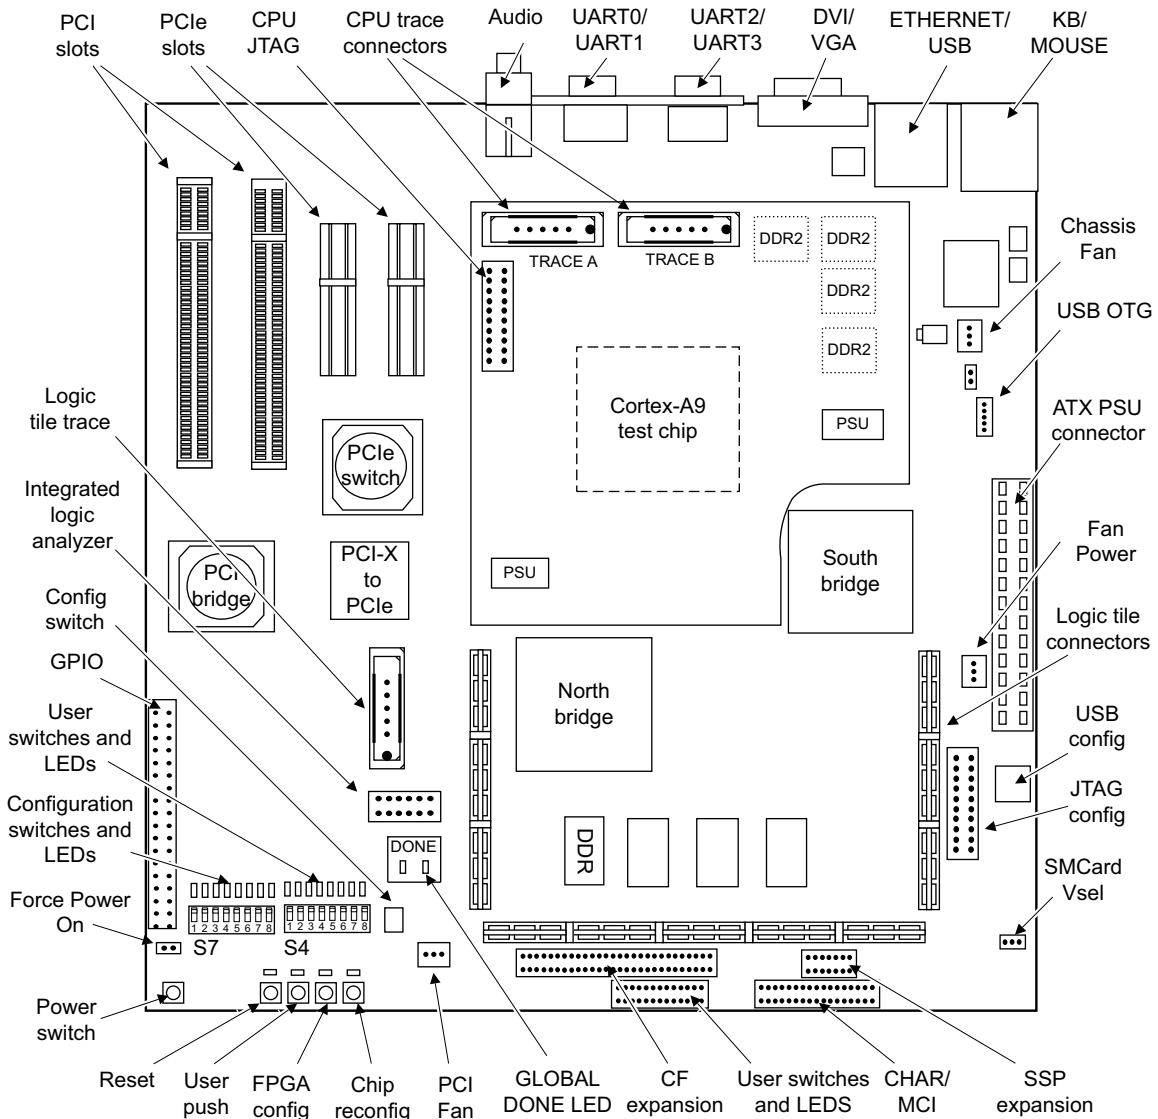 PCI
slots
PCIe
slots
CPU
JTAG
CPU trace
connectors
Audio
UART0/
UART1
UART2/
UART3
DVI/
VGA
ETHERNET/
USB
KB/
MOUSE
TRACE A
TRACE B
DDR2
DDR2
DDR2
DDR2
Chassis
Fan
USB OTG
Logic
tile trace
Cortex-A9
test chip
PSU
ATX PSU
connector
PCIe
switch
Integrated
logic
analyzer
PCI-X
to
PCIe
PCI
bridge
PSU
South
bridge
Fan
Power
Config
switch
Logic tile
connectors
GPIO
North
bridge
User
switches and
LEDs
USB
config
Configuration
switches and
LEDs
JTAG
config
DONE
DDR
SMCard
Vsel
Force Power
On
1 2 3 4 5 6 7 8
1 2 3 4 5 6 7 8
S7
S4
Power
switch
Reset
User
push
FPGA
config
Chip
reconfig
PCI
Fan
GLOBAL
DONE LED
CF
expansion
User switches
and LEDS
CHAR/
MCI
SSP
expansion